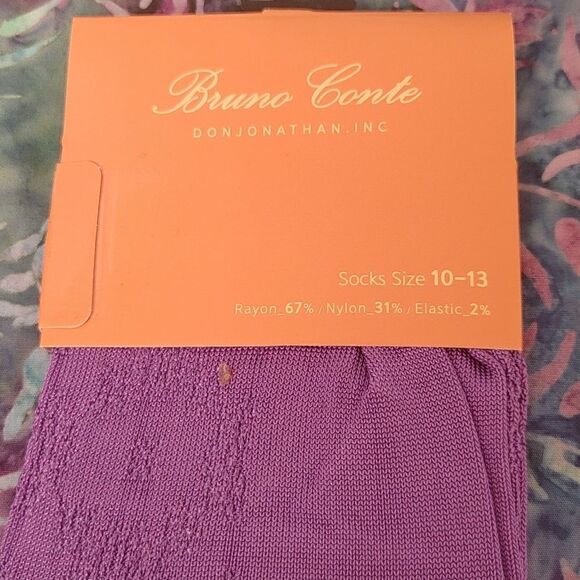 Bruno Conte
DONJONATHAN.INC
Socks Size 10-13
Rayon_67% / Nylon_31% / Elastic_2%